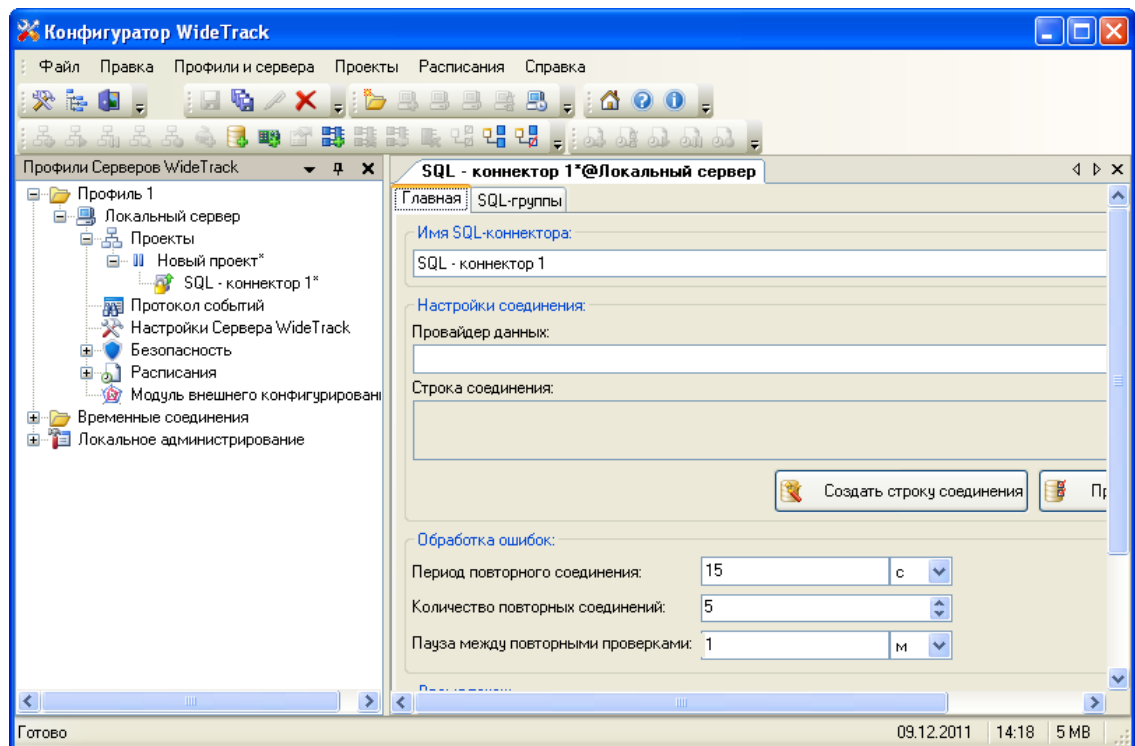 Конфигуратор WideTrack
Файл Правка Профили и сервера Проекты Расписания Справка
Профили Серверов WideTrack
Профиль 1
Локальный сервер
Проекты
Новый проект*
SQL - коннектор 1*
Протокол событий
Настройки Сервера WideTrack
Безопасность
Расписания
Модуль внешнего конфигурировани
Временные соединения
Локальное администрирование
SQL - коннектор 1*@Локальный сервер
Главная SQL-группы
Имя SQL-коннектора:
SQL - коннектор 1
Настройки соединения:
Провайдер данных:
Строка соединения:
Создать строку соединения Пр
Обработка ошибок:
Период повторного соединения: 15 с
Количество повторных соединений: 5
Пауза между повторными проверками: 1 м
Готово 09.12.2011 14:18 5 MB